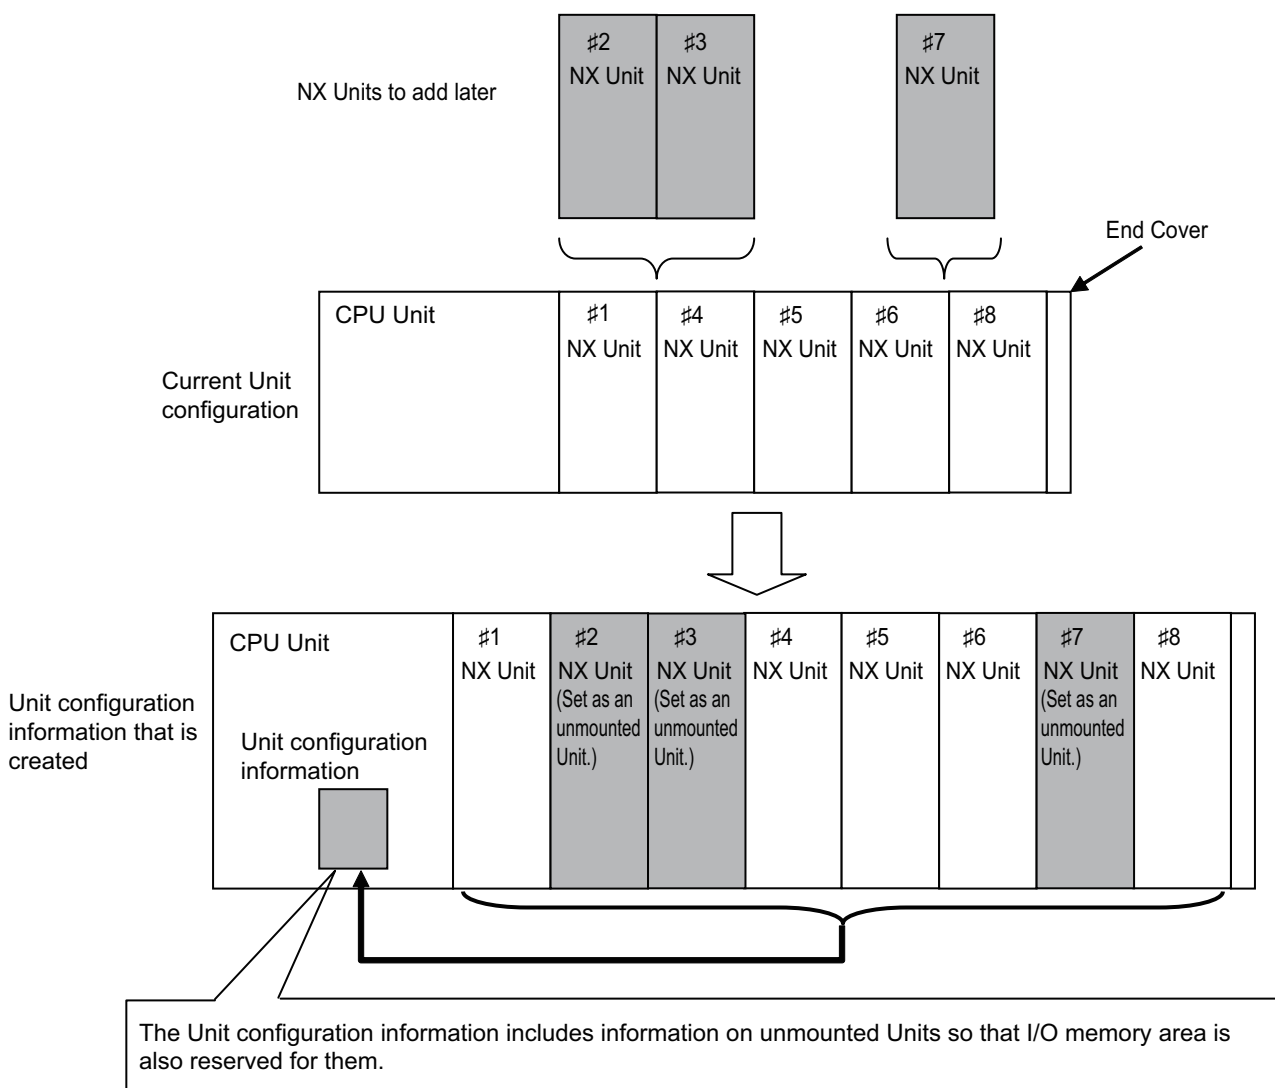 ♯2
NX Unit
♯3
NX Unit
♯7
NX Unit
NX Units to add later
End Cover
CPU Unit
♯1
NX Unit
♯4
NX Unit
♯5
NX Unit
♯6
NX Unit
♯8
NX Unit
Current Unit
configuration
CPU Unit
♯1
NX Unit
♯2
NX Unit
(Set as an
unmounted
Unit.)
♯3
NX Unit
(Set as an
unmounted
Unit.)
♯4
NX Unit
♯5
NX Unit
♯6
NX Unit
♯7
NX Unit
(Set as an
unmounted
Unit.)
♯8
NX Unit
Unit configuration
information that is
created
Unit configuration
information
The Unit configuration information includes information on unmounted Units so that I/O memory area is
also reserved for them.